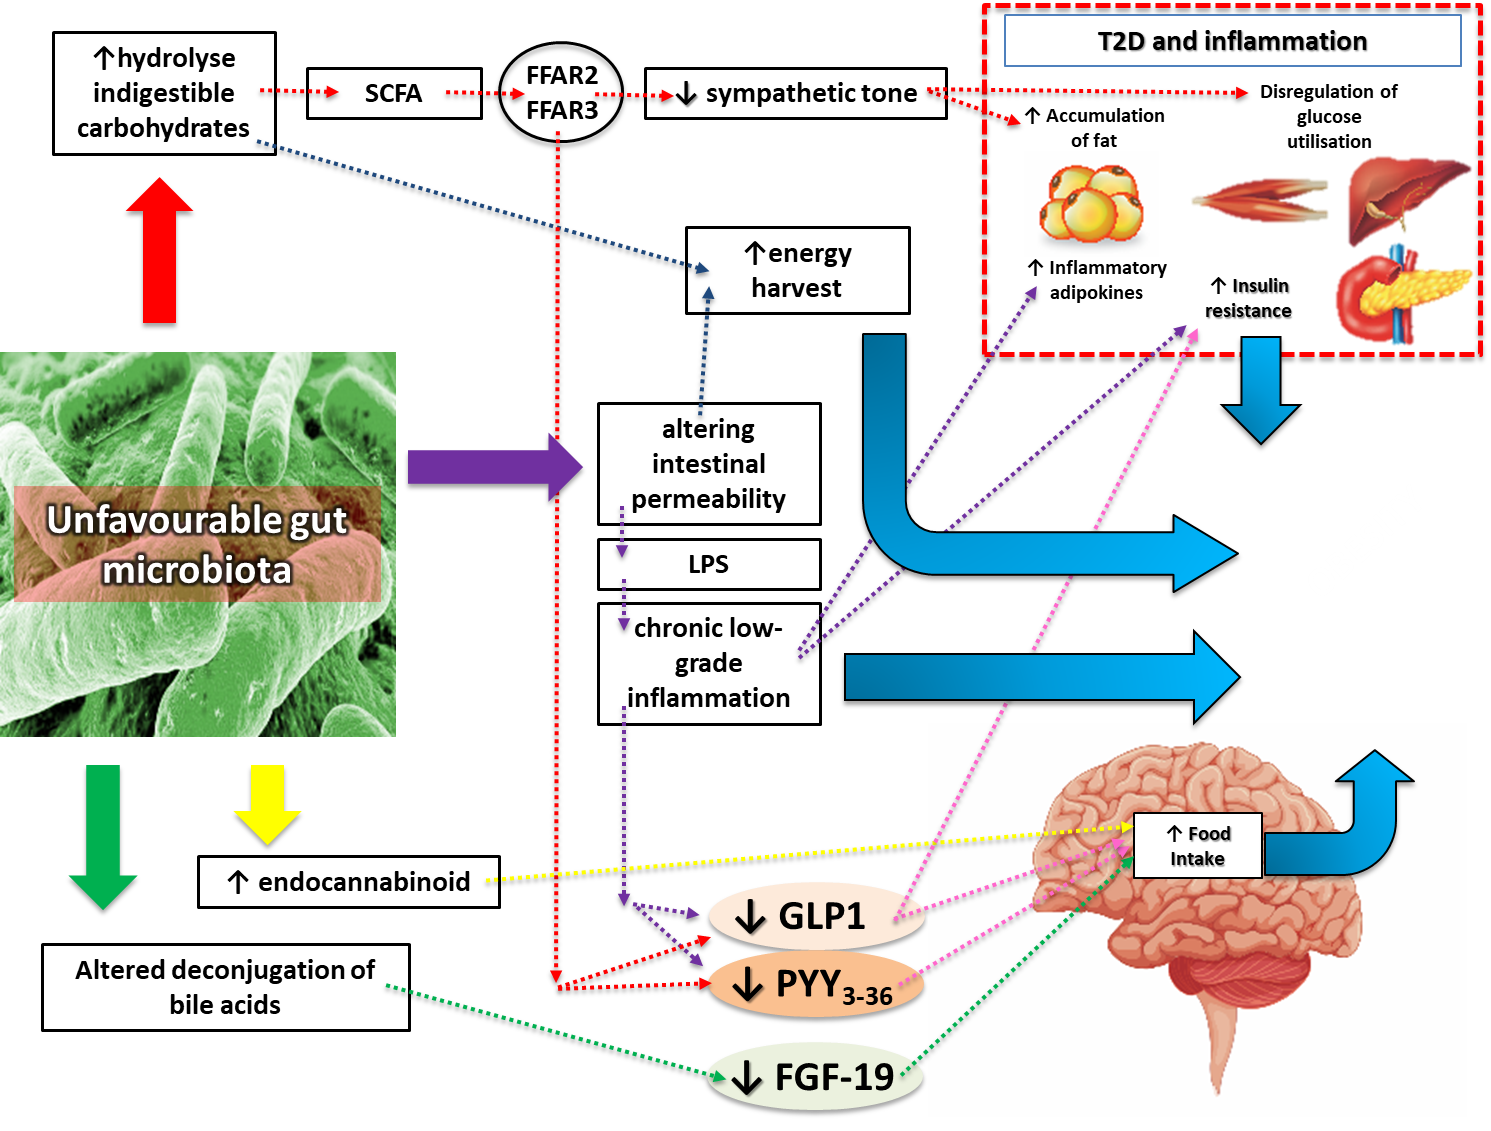 ↑hydrolyse
indigestible
carbohydrates
SCFA
FFAR2
FFAR3
↓ sympathetic tone
T2D and inflammation
↑ Accumulation
of fat
Disregulation of
glucose
utilisation
↑ Inflammatory
adipokines
↑ Insulin
resistance
↑energy
harvest
altering
intestinal
permeability
LPS
chronic low-
grade
inflammation
Unfavourable gut
microbiota
↑ endocannabinoid
Altered deconjugation of
bile acids
↓ GLP1
↓ PYY3-36
↓ FGF-19
↑ Food
Intake